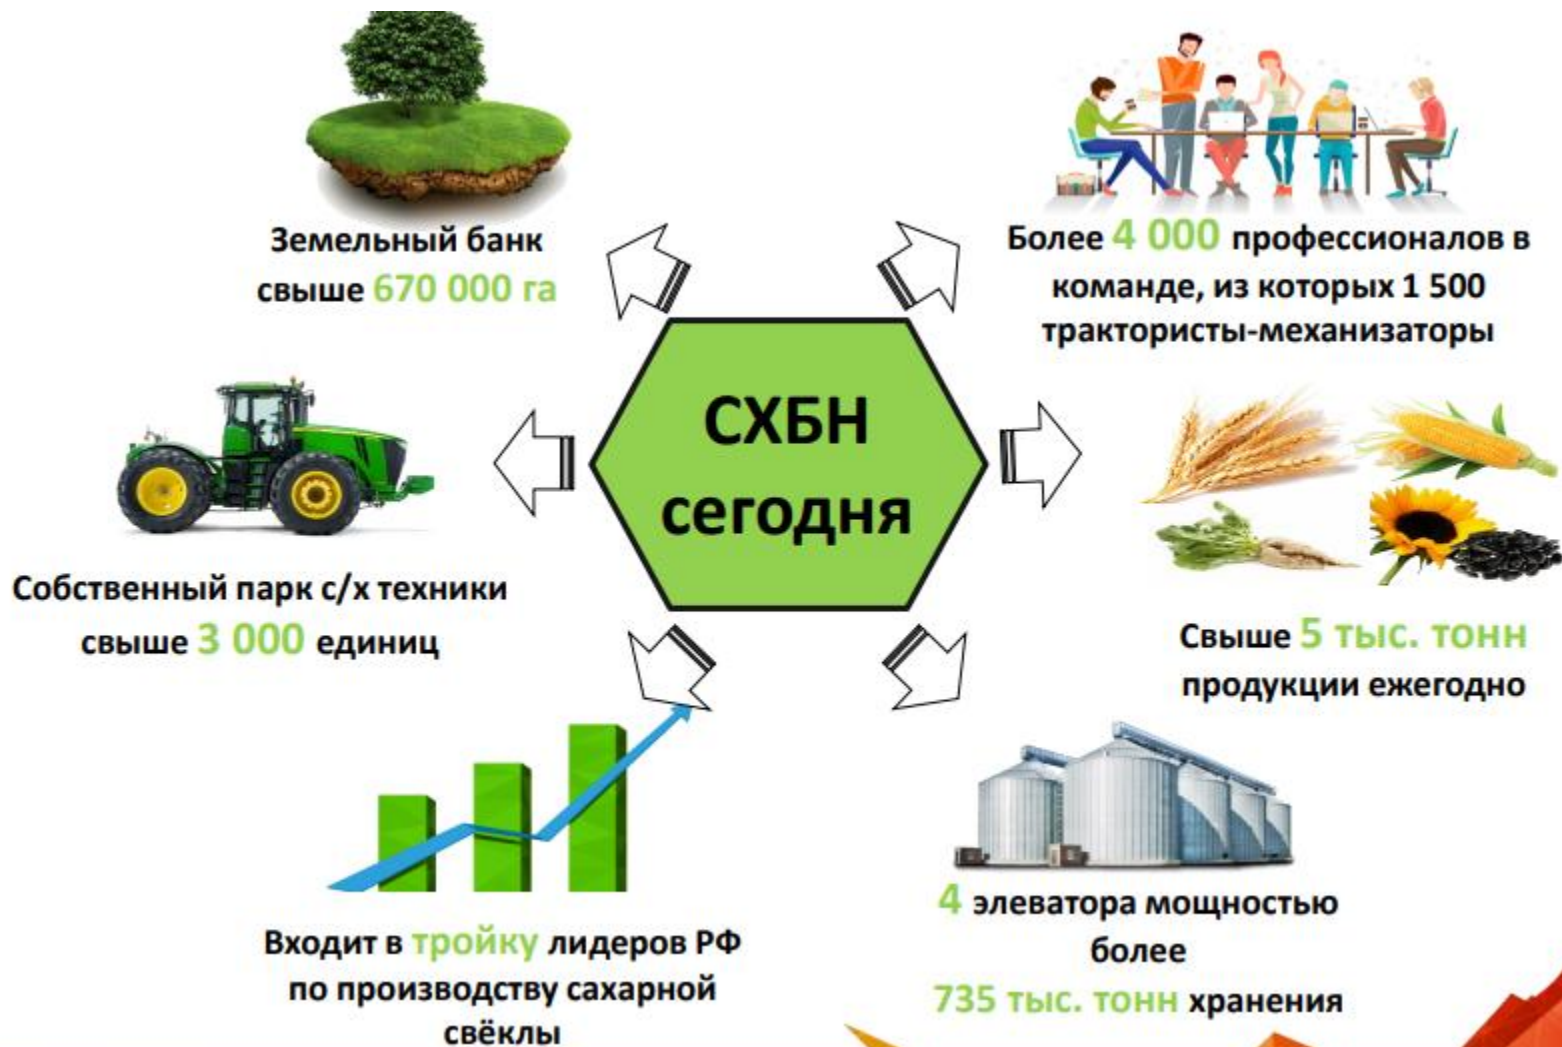 Земельный банк
свыше 670 000 га
Более 4 000 профессионалов в
команде, из которых 1 500
трактористы-механизаторы
СХБН
сегодня
Собственный парк с/х техники
свыше 3 000 единиц
Свыше 5 тыс. тонн
продукции ежегодно
Входит в тройку лидеров РФ
по производству сахарной
свёклы
4 элеватора мощностью
более
735 тыс. тонн хранения